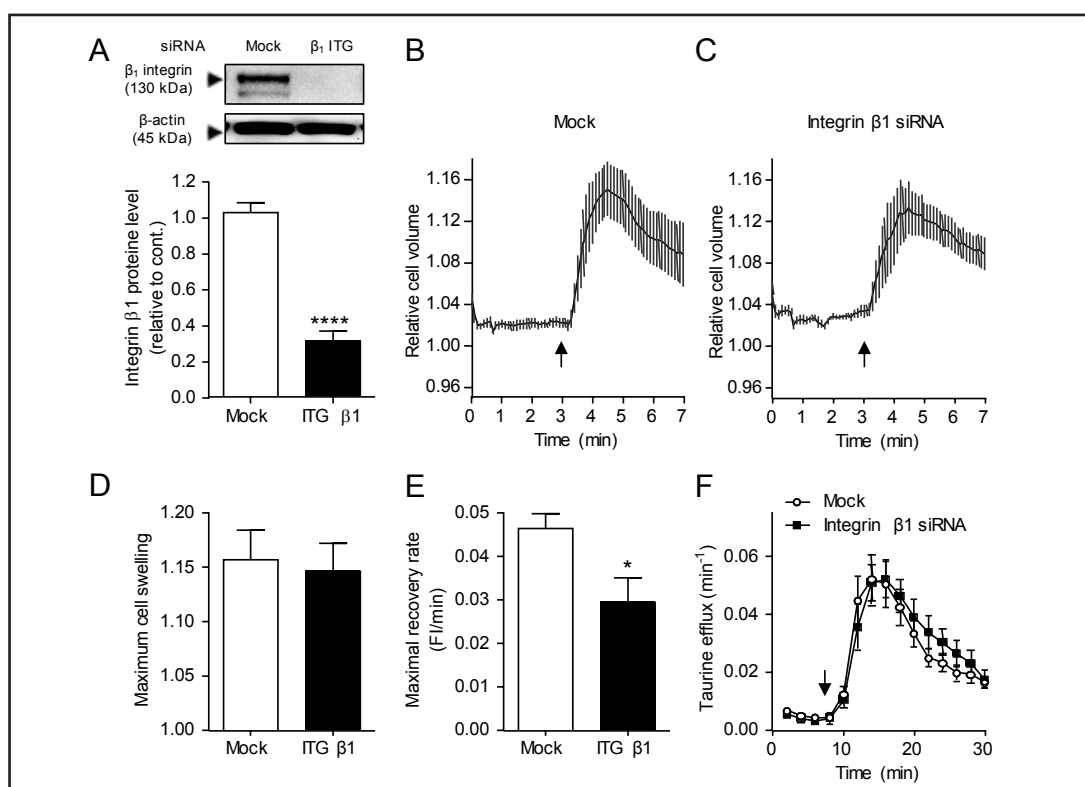 A
siRNA Mock β₁ ITG
β₁ integrin
(130 kDa)
β-actin
(45 kDa)
Integrin β1 proteine level
(relative to cont.)
1.2
1.0
0.8
0.6
0.4
0.2
0.0
****
Mock ITG β1
B
Mock
Relative cell volume
1.16
1.12
1.08
1.04
1.00
0.96
0 1 2 3 4 5 6 7
Time (min)
C
Integrin β1 siRNA
Relative cell volume
1.16
1.12
1.08
1.04
1.00
0.96
0 1 2 3 4 5 6 7
Time (min)
D
Maximum cell swelling
1.20
1.15
1.10
1.05
1.00
Mock ITG β1
E
Maximal recovery rate
(FI/min)
0.05
0.04
0.03
0.02
0.01
0.00
*
Mock ITG β1
F
Mock
Integrin β1 siRNA
Taurine efflux (min⁻¹)
0.06
0.04
0.02
0.00
0 10 20 30
Time (min)